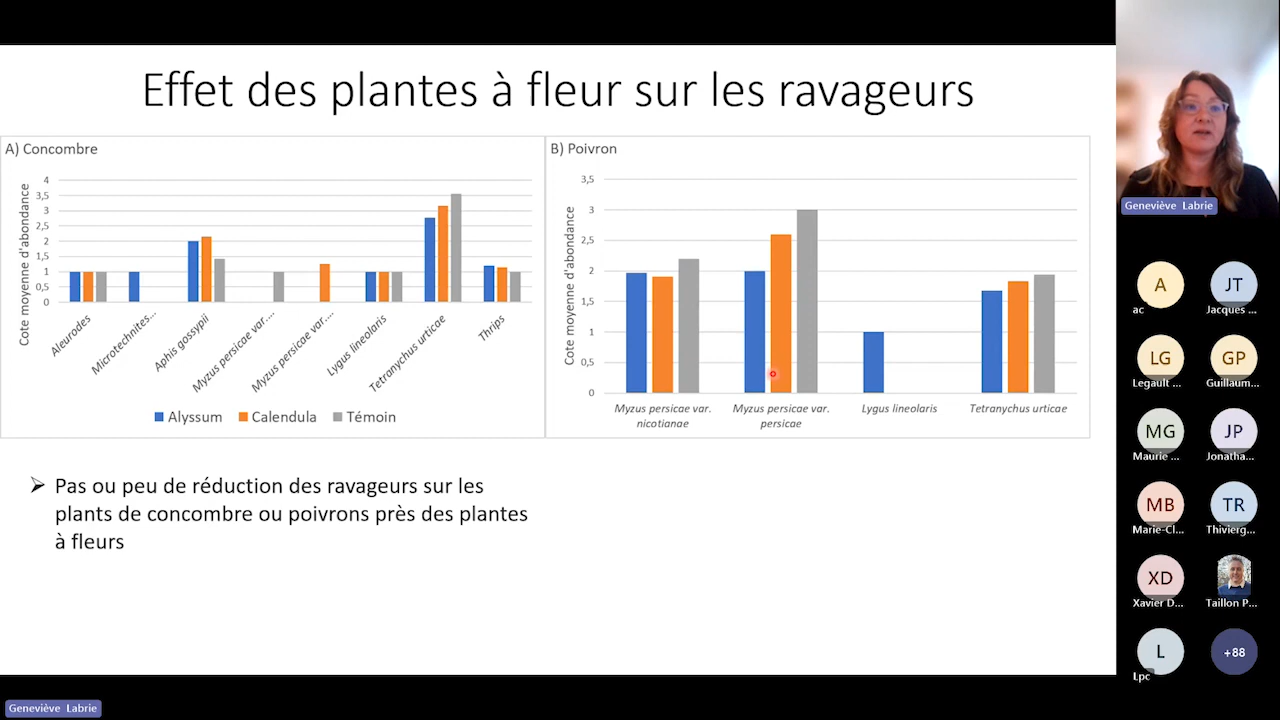 Effet des plantes à fleur sur les ravageurs
A) Concombre
Cote moyenne d'abondance
4
3,5
3
2,5
2
1,5
1
0,5
0
Aleurodes
Microtechnites...
Aphis gossypii
Myzus persicae var....
Myzus persicae var....
Lygus lineolaris
Tetranychus urticae
Thrips
Alyssum
Calendula
Témoin
B) Poivron
Cote moyenne d'abondance
3,5
3
2,5
2
1,5
1
0,5
0
Myzus persicae var.
nicotianae
Myzus persicae var.
persicae
Lygus lineolaris
Tetranychus urticae
Pas ou peu de réduction des ravageurs sur les
plants de concombre ou poivrons près des plantes
à fleurs
Geneviève Labrie
A
ac
JT
Jacques ...
LG
Legault ...
GP
Guillaum...
MG
Maurie ...
JP
Jonatha...
MB
Marie-Cl...
TR
Thivierg...
XD
Xavier D...
Taillon P...
L
Lpc
+88
Geneviève Labrie